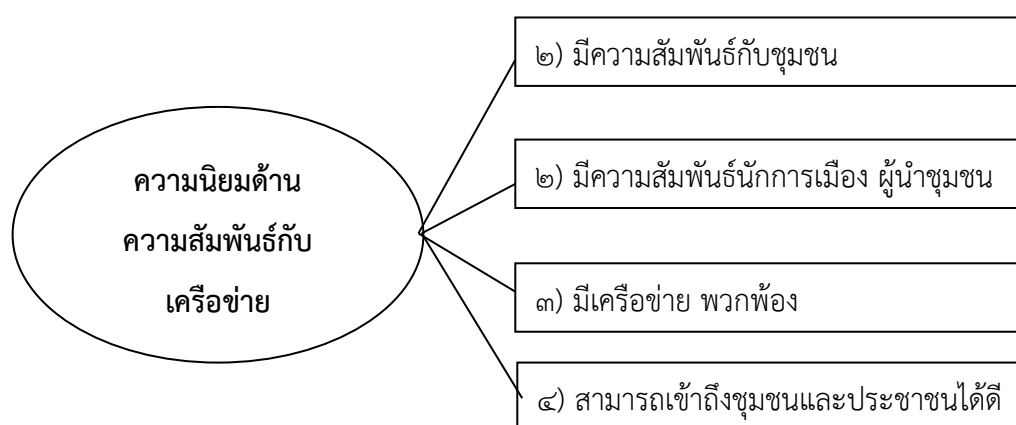 ๒) มีความสัมพันธ์กับชุมชน
ความนิยมด้าน
ความสัมพันธ์กับ
เครือข่าย
๒) มีความสัมพันธ์นักการเมือง ผู้นำชุมชน
๓) มีเครือข่าย พวกพ้อง
๔) สามารถเข้าถึงชุมชนและประชาชนได้ดี